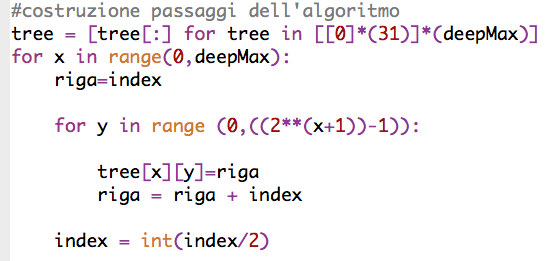 #costruzione passaggi dell'algoritmo
tree = [tree[:] for tree in [[0]*(31)]*(deepMax)]
for x in range(0,deepMax):
    riga=index
    for y in range (0,((2**(x+1))-1)):
        tree[x][y]=riga
        riga = riga + index
    index = int(index/2)